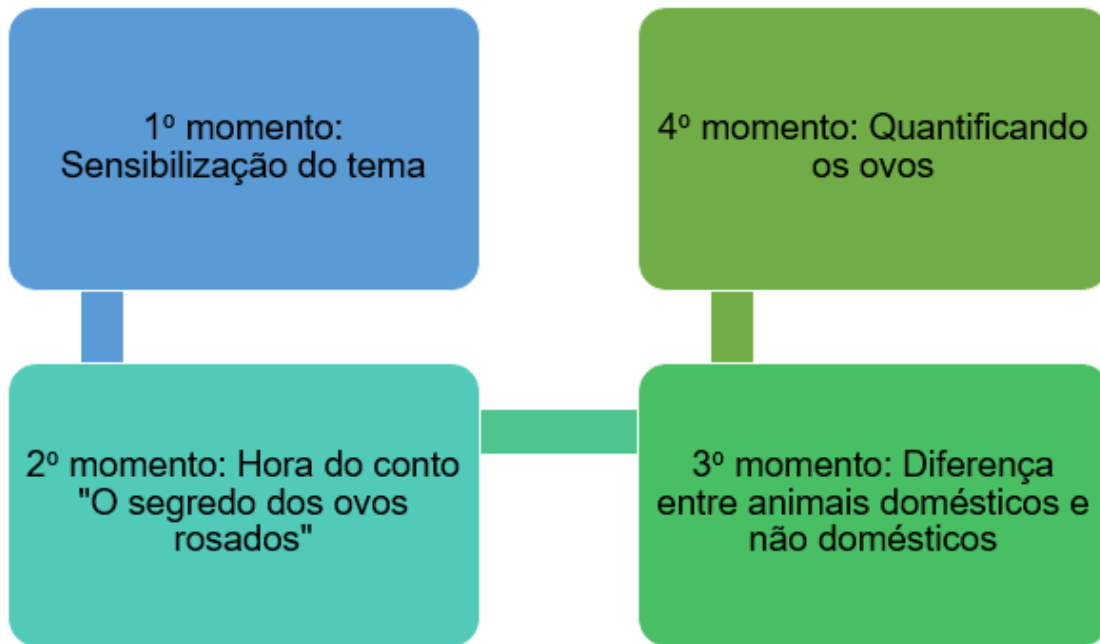 1º momento:
Sensibilização do tema
2º momento: Hora do conto
"O segredo dos ovos
rosados"
3º momento: Diferença
entre animais domésticos e
não domésticos
4º momento: Quantificando
os ovos